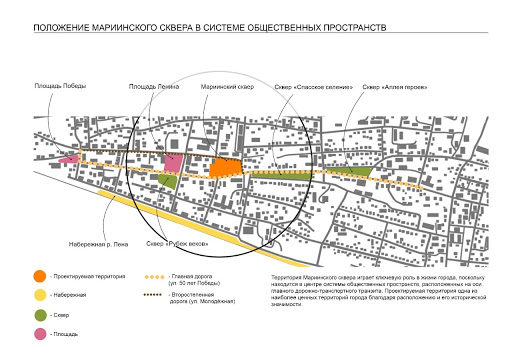 ПОЛОЖЕНИЕ МАРИИНСКОГО СКВЕРА В СИСТЕМЕ ОБЩЕСТВЕННЫХ ПРОСТРАНСТВ
Площадь Победы
Площадь Ленина
Мариинский сквер
Сквер «Спасское селение»
Сквер «Аллея героев»
Набережная р. Лена
Сквер «Рубеж веков»
- Проектируемая территория
- Набережная
- Сквер
- Площадь
- Главная дорога
(ул. 50 лет Победы)
- Второстепенная
дорога (ул. Молодёжная)
Территория Мариинского сквера играет ключевую роль в жизни города, поскольку
находится в центре системы общественных пространств, расположенных на оси
главного дорожно-транспортного транзита. Проектируемая территория одна из
наиболее ценных территорий города благодаря расположению и его исторической
значимости.